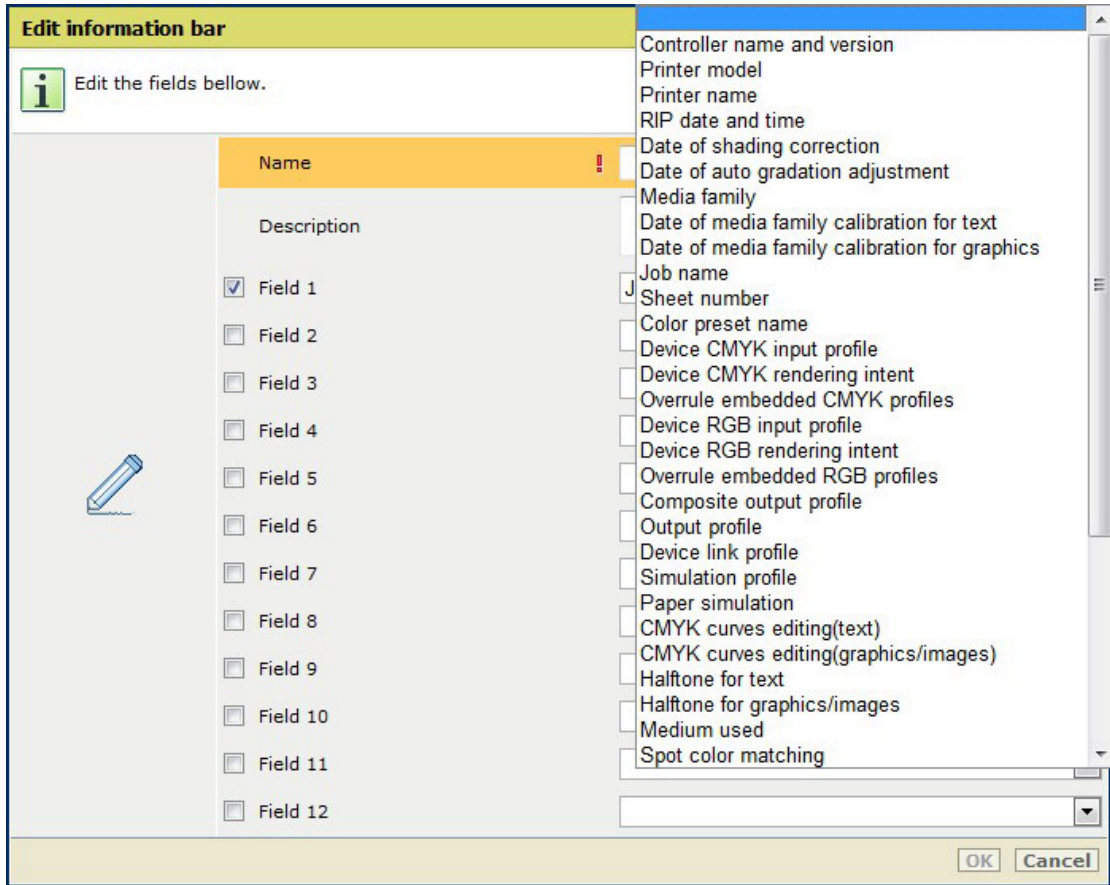 Edit information bar
Edit the fields bellow.
Name !
Description
Field 1 J
Field 2
Field 3
Field 4
Field 5
Field 6
Field 7
Field 8
Field 9
Field 10
Field 11
Field 12
Controller name and version
Printer model
Printer name
RIP date and time
Date of shading correction
Date of auto gradation adjustment
Media family
Date of media family calibration for text
Date of media family calibration for graphics
Job name
Sheet number
Color preset name
Device CMYK input profile
Device CMYK rendering intent
Overrule embedded CMYK profiles
Device RGB input profile
Device RGB rendering intent
Overrule embedded RGB profiles
Composite output profile
Output profile
Device link profile
Simulation profile
Paper simulation
CMYK curves editing(text)
CMYK curves editing(graphics/images)
Halftone for text
Halftone for graphics/images
Medium used
Spot color matching
OK Cancel